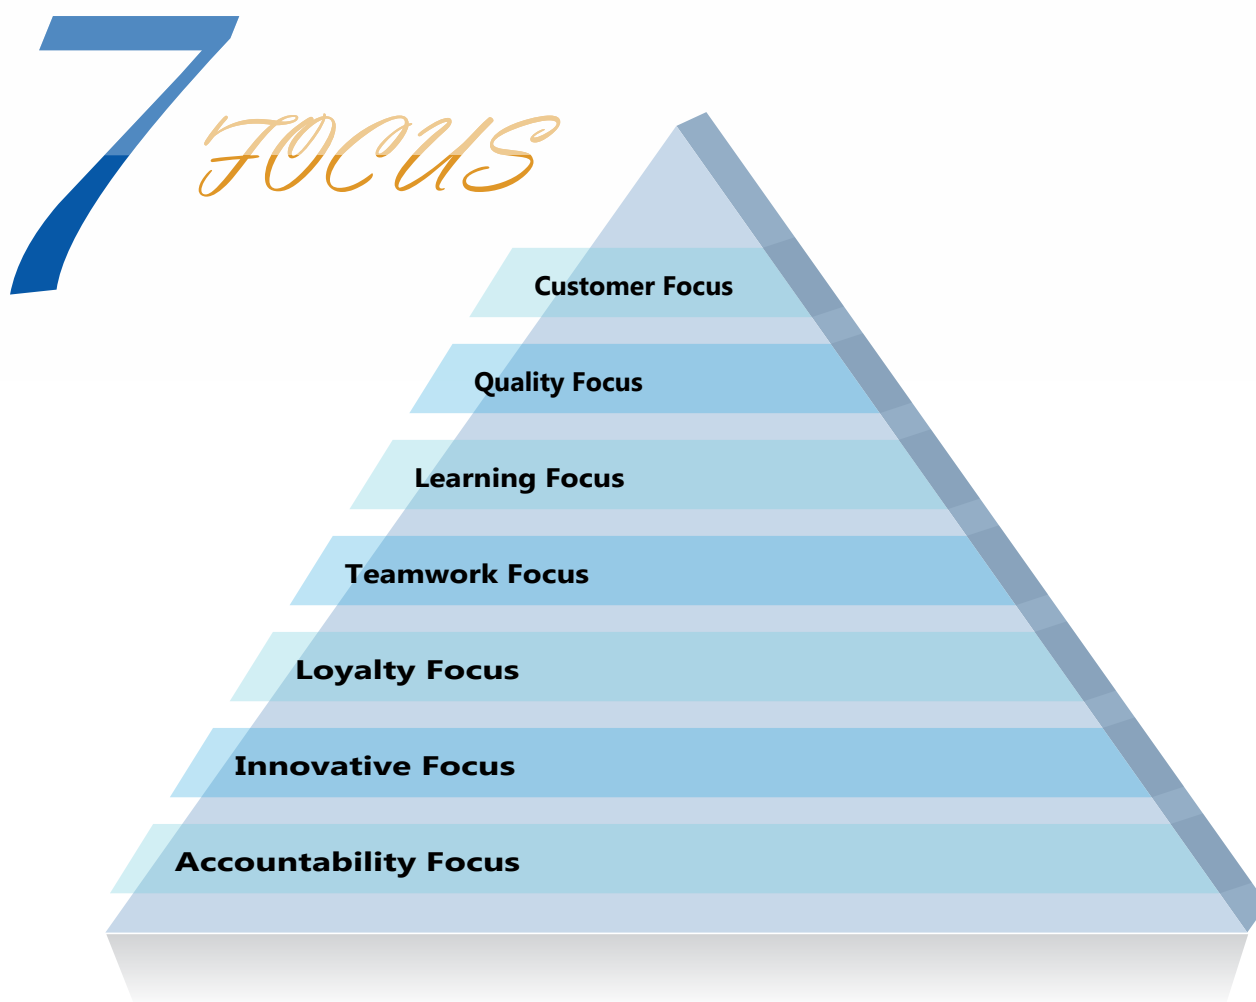 7 FOCUS
Customer Focus
Quality Focus
Learning Focus
Teamwork Focus
Loyalty Focus
Innovative Focus
Accountability Focus